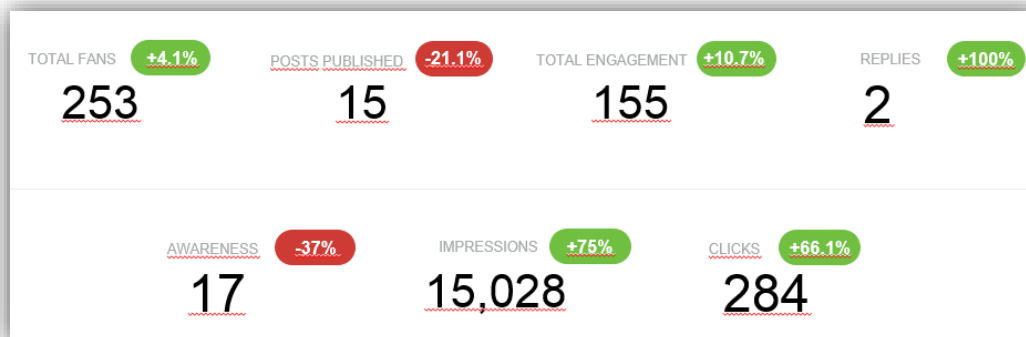 TOTAL FANS +4.1% POSTS PUBLISHED -21.1% TOTAL ENGAGEMENT +10.7% REPLIES +100%
253 15 155 2
AWARENESS -37% IMPRESSIONS +75% CLICKS +66.1%
17 15,028 284